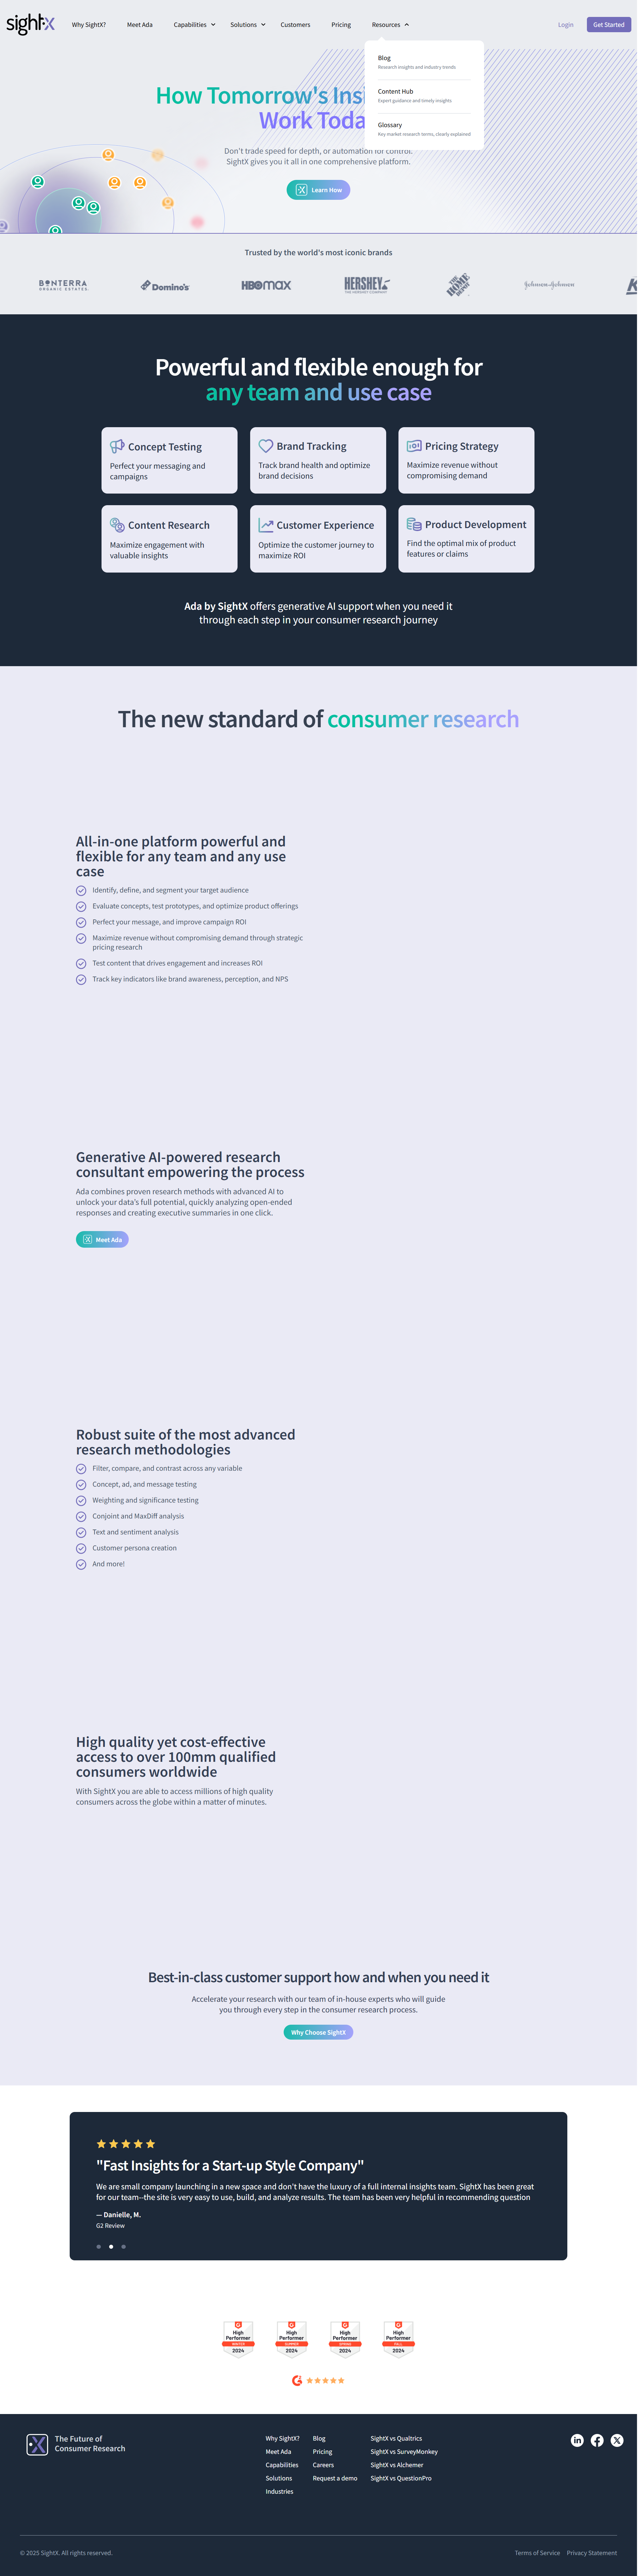 sightX
Why SightX?
Meet Ada
Capabilities
Solutions
Customers
Pricing
Resources
Login
Get Started
Blog
Research insights and industry trends
Content Hub
Expert guidance and timely insights
Glossary
Key market research terms, clearly explained
How Tomorrow's
Work
Don't trade speed for depth, or automation for control.
SightX gives you it all in one comprehensive platform.
Learn How
Trusted by the world's most iconic brands
BONTERRA
ORGANIC ESTATES
Domino's
HBOmax
HERSHEY
THE HERSHEY COMPANY
THE HOME DEPOT
Johnson & Johnson
Powerful and flexible enough for
any team and use case
Concept Testing
Perfect your messaging and
campaigns
Brand Tracking
Track brand health and optimize
brand decisions
Pricing Strategy
Maximize revenue without
compromising demand
Content Research
Maximize engagement with
valuable insights
Customer Experience
Optimize the customer journey to
maximize ROI
Product Development
Find the optimal mix of product
features or claims
Ada by SightX offers generative AI support when you need it
through each step in your consumer research journey
The new standard of consumer research
All-in-one platform powerful and
flexible for any team and any use
case
Identify, define, and segment your target audience
Evaluate concepts, test prototypes, and optimize product offerings
Perfect your message, and improve campaign ROI
Maximize revenue without compromising demand through strategic
pricing research
Test content that drives engagement and increases ROI
Track key indicators like brand awareness, perception, and NPS
Generative AI-powered research
consultant empowering the process
Ada combines proven research methods with advanced AI to
unlock your data's full potential, quickly analyzing open-ended
responses and creating executive summaries in one click.
Meet Ada
Robust suite of the most advanced
research methodologies
Filter, compare, and contrast across any variable
Concept, ad, and message testing
Weighting and significance testing
Conjoint and MaxDiff analysis
Text and sentiment analysis
Customer persona creation
And more!
High quality yet cost-effective
access to over 100mm qualified
consumers worldwide
With SightX you are able to access millions of high quality
consumers across the globe within a matter of minutes.
Best-in-class customer support how and when you need it
Accelerate your research with our team of in-house experts who will guide
you through every step in the consumer research process.
Why Choose SightX
"Fast Insights for a Start-up Style Company"
We are small company launching in a new space and don't have the luxury of a full internal insights team. SightX has been great
for our team--the site is very easy to use, build, and analyze results. The team has been very helpful in recommending question
— Danielle, M.
G2 Review
High
Performer
WINTER
2024
High
Performer
SUMMER
2024
High
Performer
SPRING
2024
High
Performer
FALL
2024
The Future of
Consumer Research
Why SightX?
Meet Ada
Capabilities
Solutions
Industries
Blog
Pricing
Careers
Request a demo
SightX vs Qualtrics
SightX vs SurveyMonkey
SightX vs Alchemer
SightX vs QuestionPro
© 2025 SightX. All rights reserved.
Terms of Service
Privacy Statement